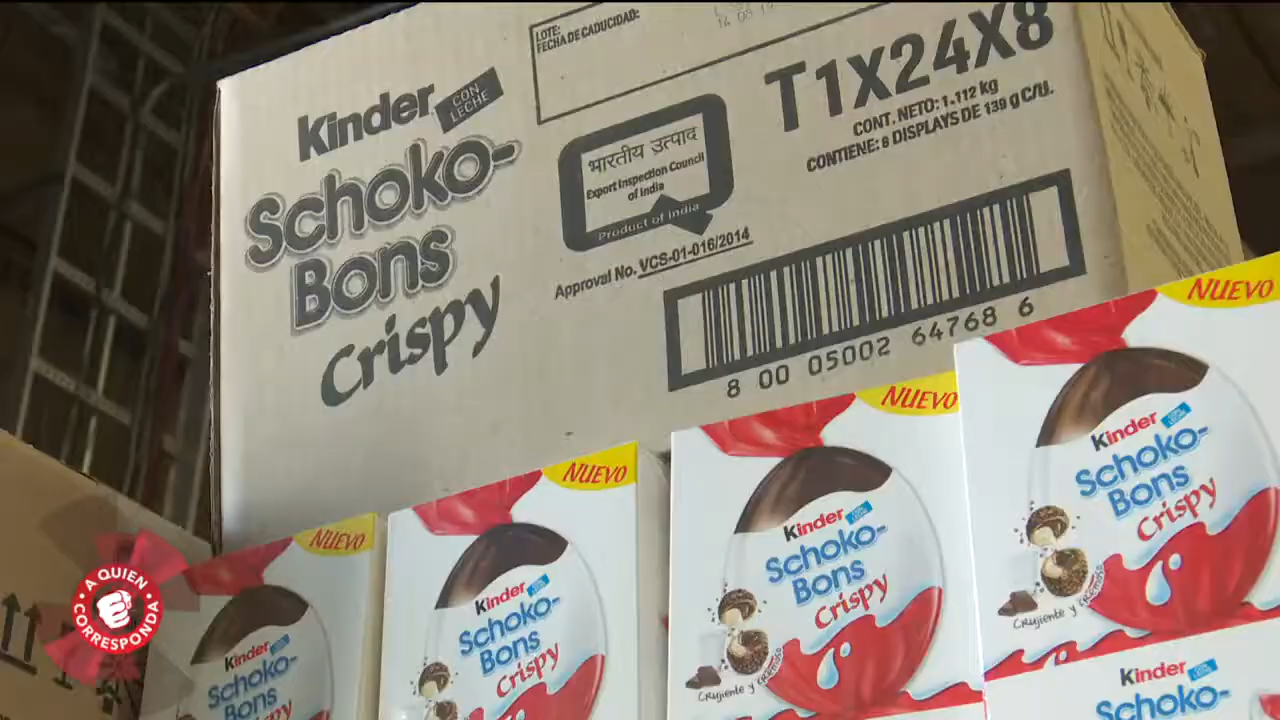 LOTE:
FECHA DE CADUCIDAD:
Kinder
CON
LECHE
Schoko-
Bons
Crispy
भारतीय उत्पाद
Export Inspection Council
of India
Product of India
Approval No. VCS-01-016/2014
T1X24X8
CONT. NETO: 1.112 kg
CONTIENE: 8 DISPLAYS DE 139 g C/U.
8 00 05002 64768 6
NUEVO
Kinder
Schoko-
Bons
Crispy
NUEVO
Kinder
Schoko-
Bons
Crispy
NUEVO
Kinder
Schoko-
Bons
Crispy
Crujiente y cremoso
NUEVO
Kinder
Schoko-
Bons
Crispy
Crujiente y cremoso
Kinder
Schoko-
A QUIEN
CORRESPONDA